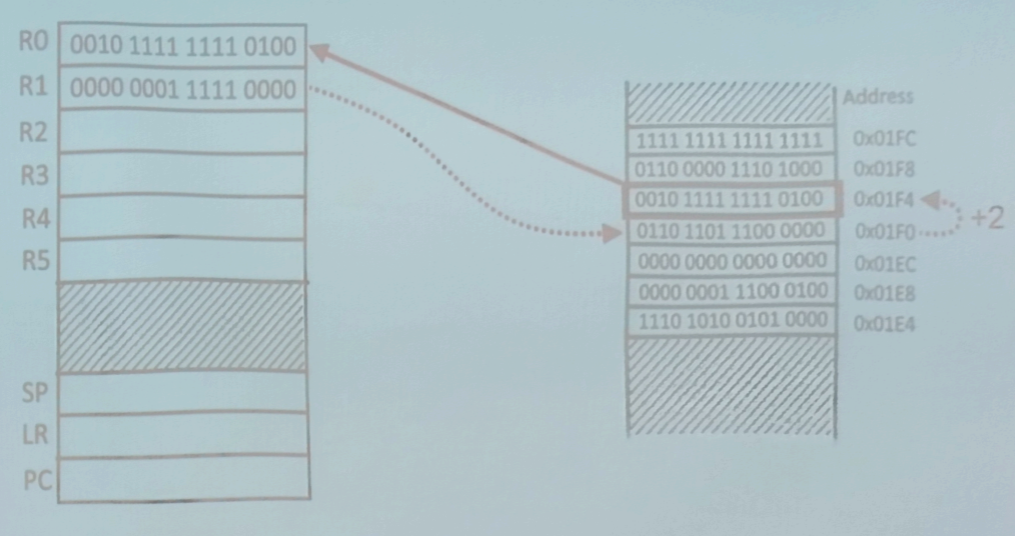 R0 0010 1111 1111 0100
R1 0000 0001 1111 0000
R2
R3
R4
R5
SP
LR
PC
Address
1111 1111 1111 1111 0x01FC
0110 0000 1110 1000 0x01F8
0010 1111 1111 0100 0x01F4
+2
0110 1101 1100 0000 0x01F0
0000 0000 0000 0000 0x01EC
0000 0001 1100 0100 0x01E8
1110 1010 0101 0000 0x01E4